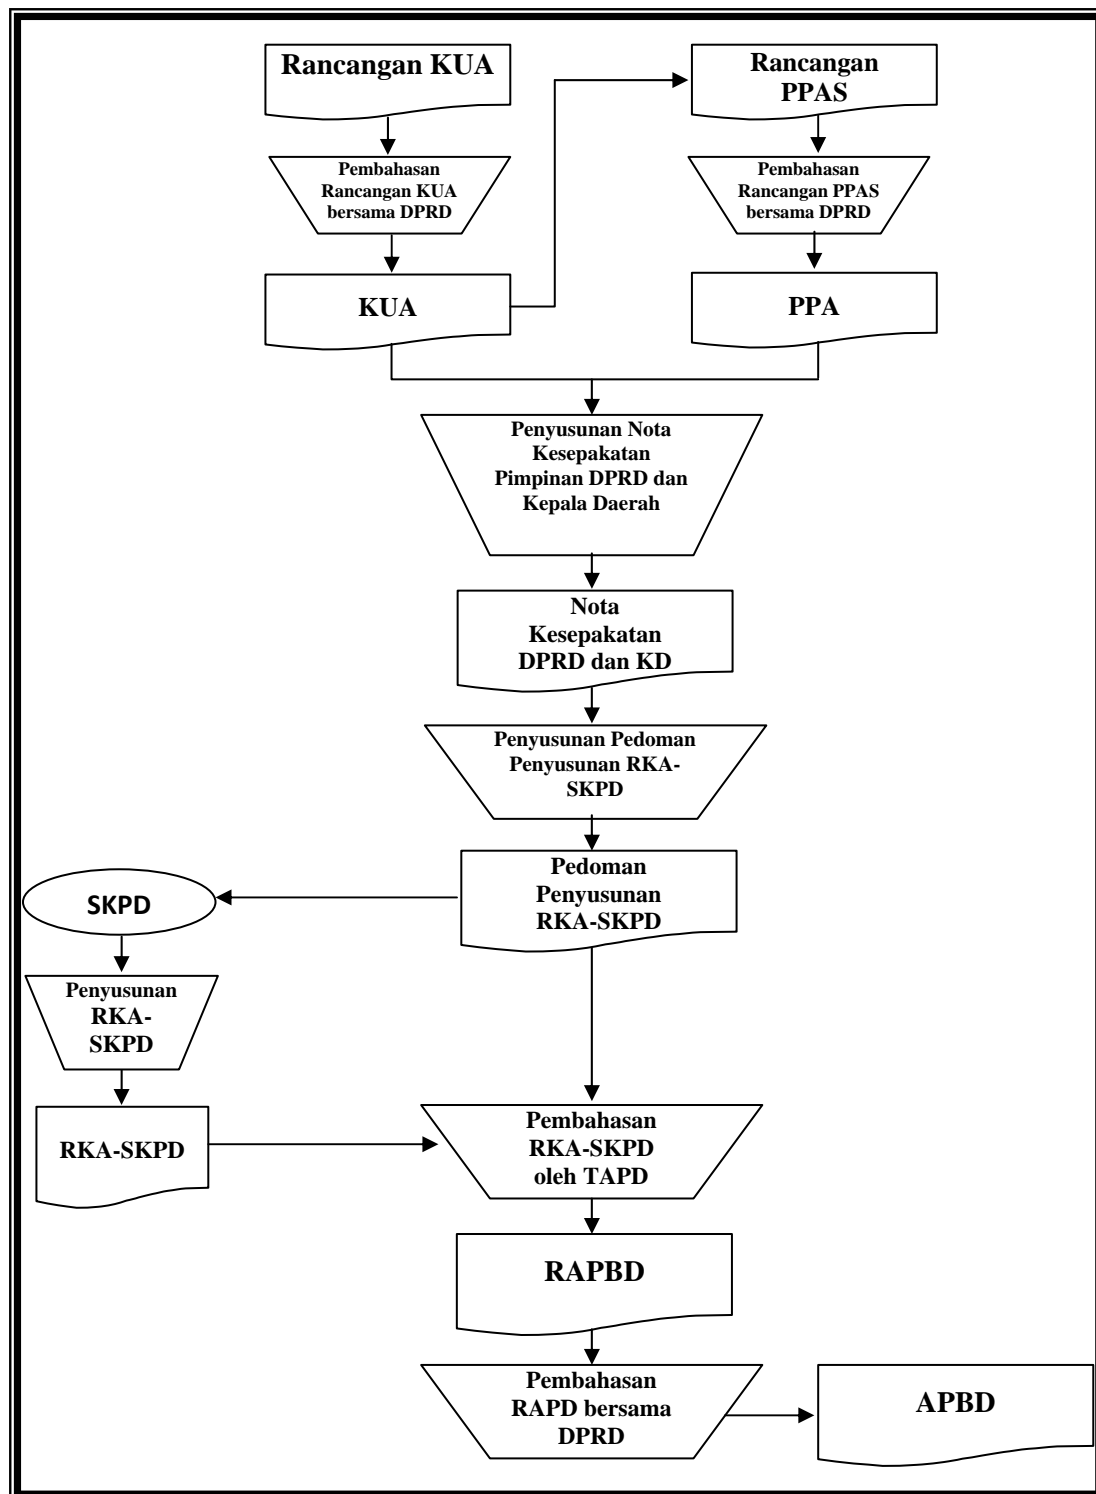 Rancangan KUA
Rancangan
PPAS
Pembahasan
Rancangan KUA
bersama DPRD
Pembahasan
Rancangan PPAS
bersama DPRD
KUA
PPA
Penyusunan Nota
Kesepakatan
Pimpinan DPRD dan
Kepala Daerah
Nota
Kesepakatan
DPRD dan KD
Penyusunan Pedoman
Penyusunan RKA-
SKPD
Pedoman
Penyusunan
RKA-SKPD
SKPD
Penyusunan
RKA-
SKPD
RKA-SKPD
Pembahasan
RKA-SKPD
oleh TAPD
RAPBD
Pembahasan
RAPD bersama
DPRD
APBD